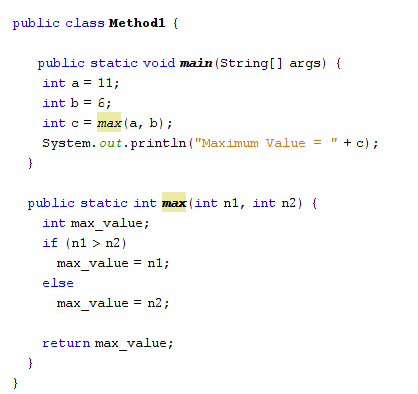 public class Method1 {
public static void main(String[] args) {
int a = 11;
int b = 6;
int c = max(a, b);
System.out.println("Maximum Value = " + c);
}
public static int max(int n1, int n2) {
int max_value;
if (n1 > n2)
max_value = n1;
else
max_value = n2;
return max_value;
}
}